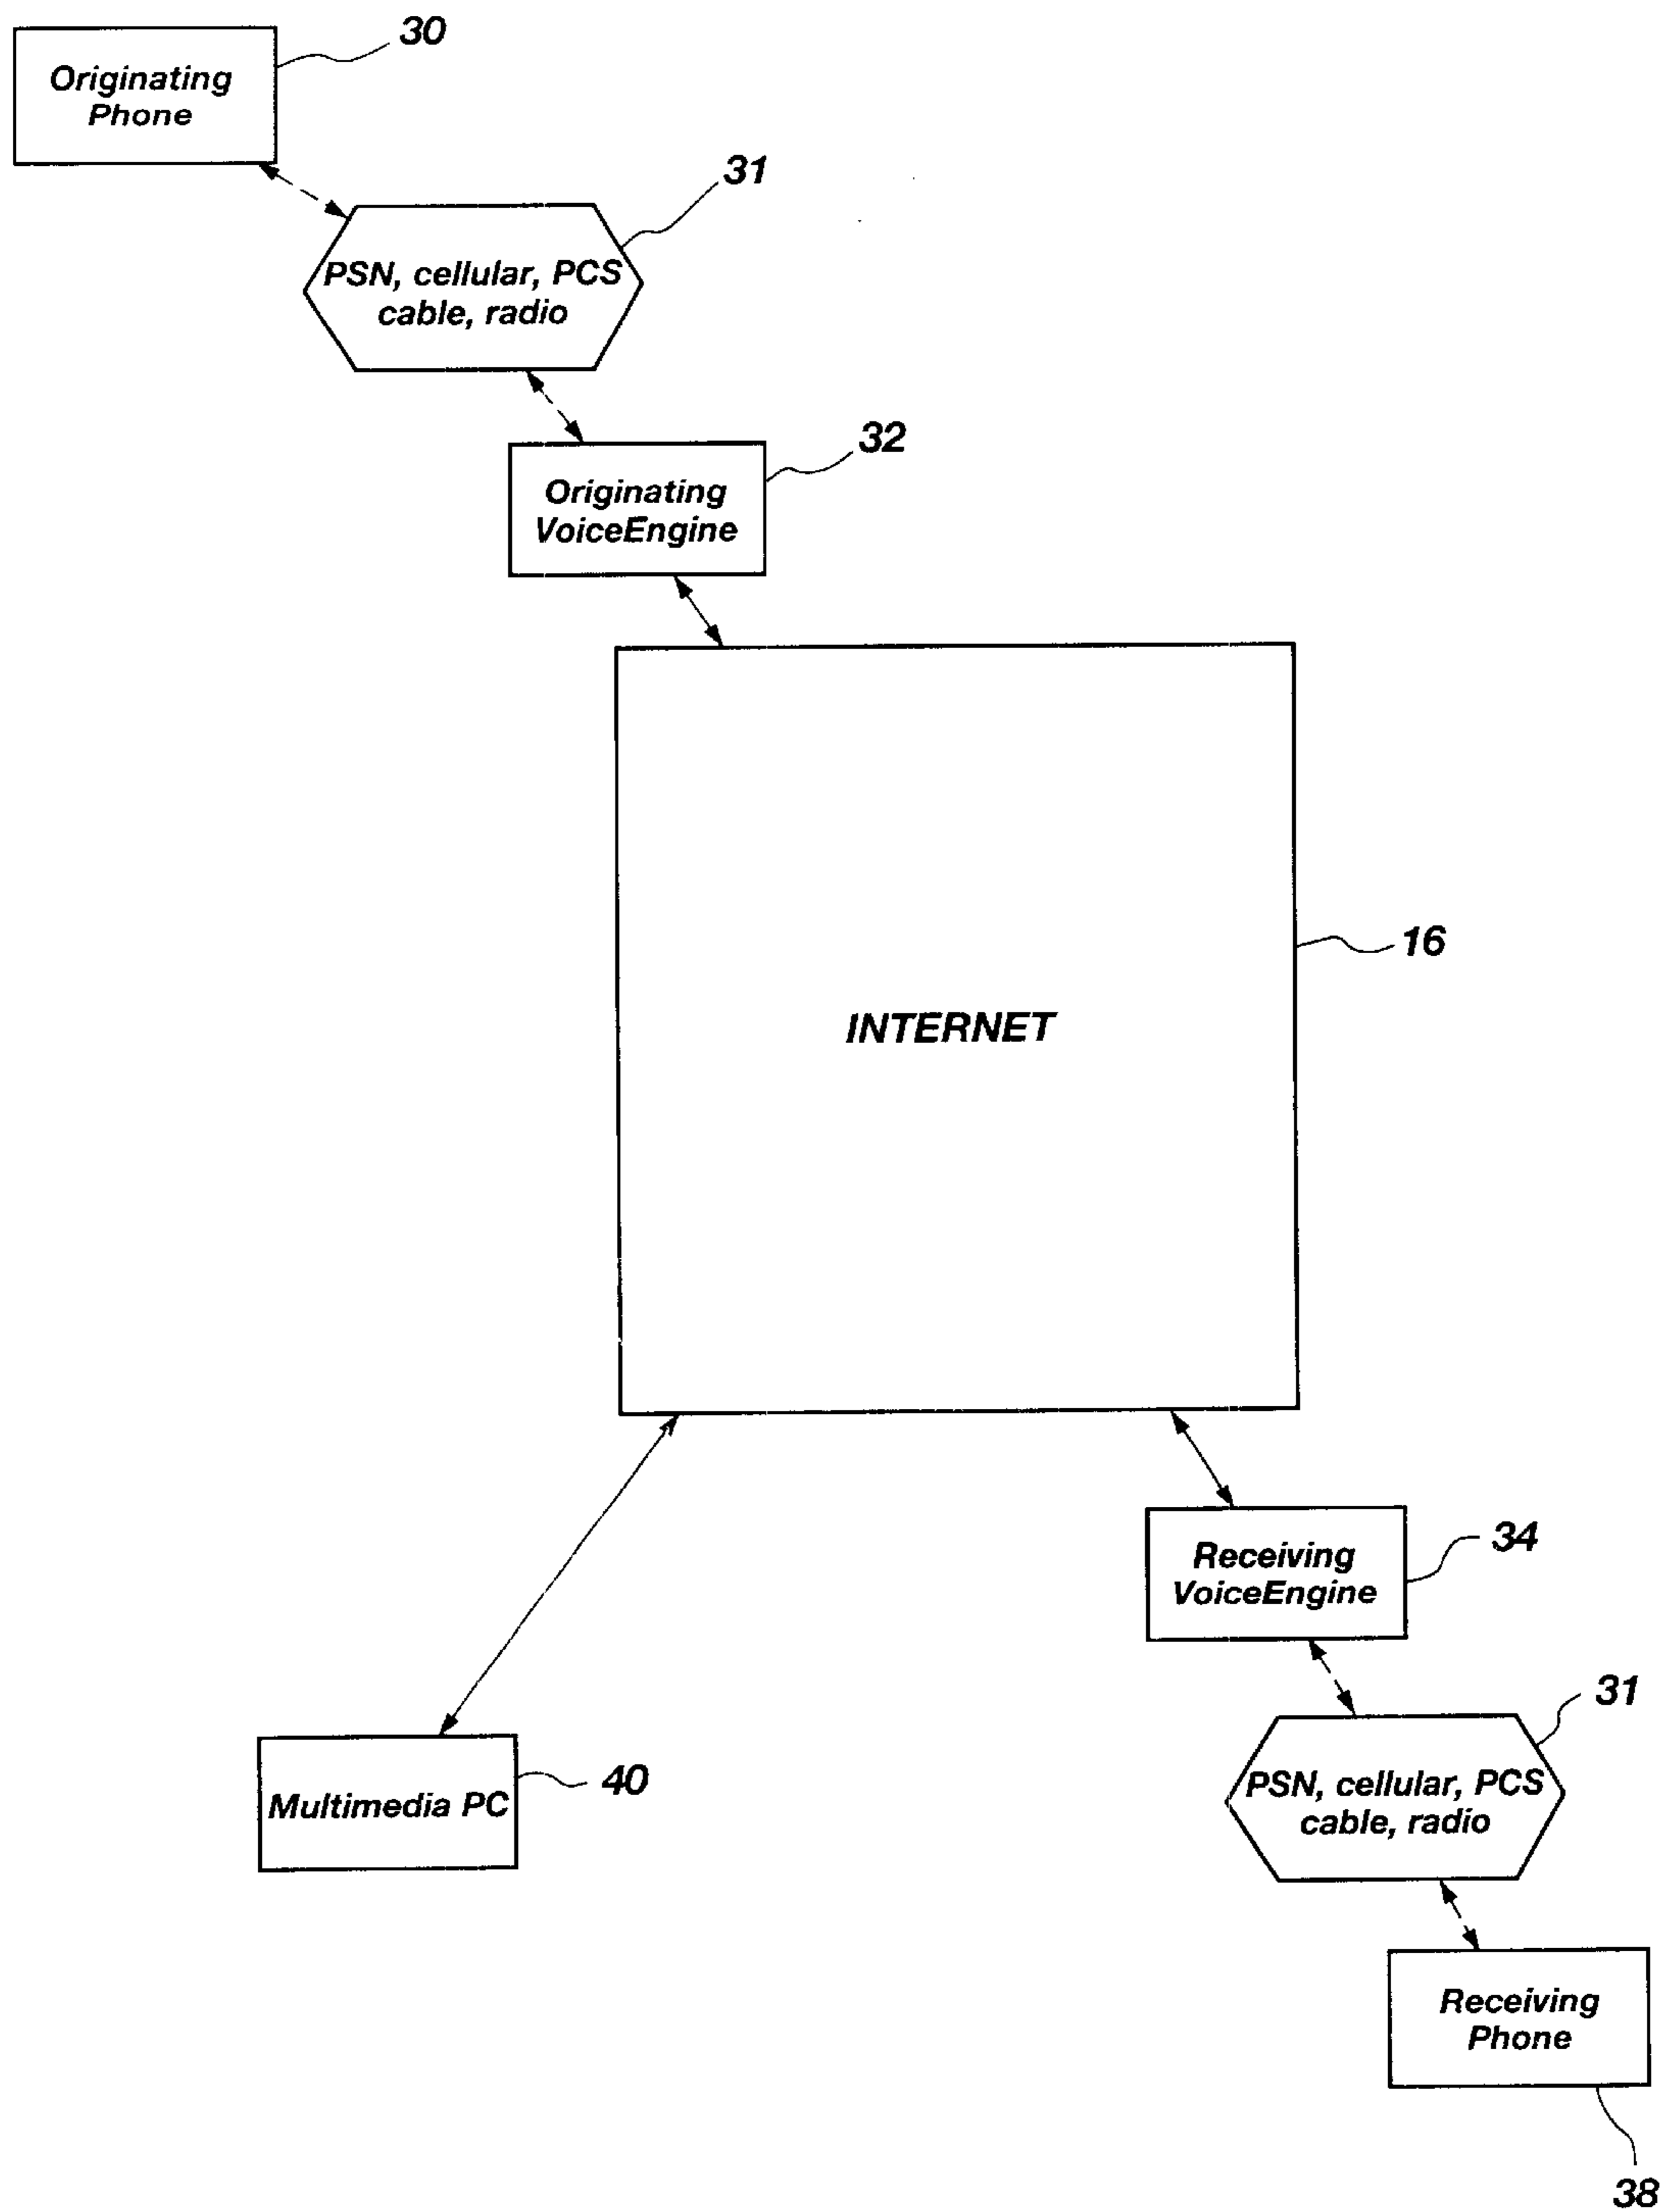 30
Originating
Phone
31
PSN, cellular, PCS
cable, radio
32
Originating
VoiceEngine
16
INTERNET
34
Receiving
VoiceEngine
31
40
Multimedia PC
PSN, cellular, PCS
cable, radio
Receiving
Phone
38